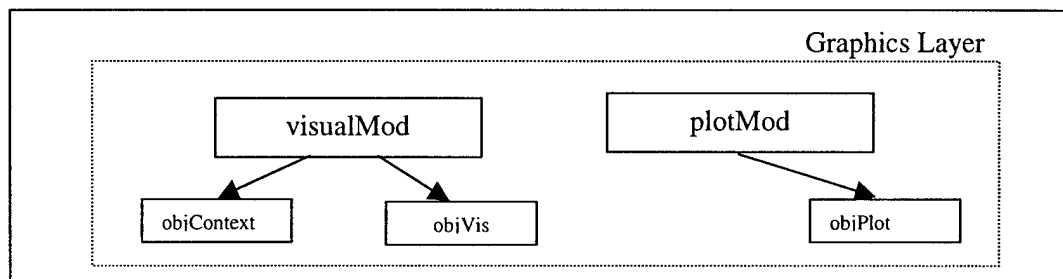 Graphics Layer
visualMod
plotMod
objContext
objVis
objPlot